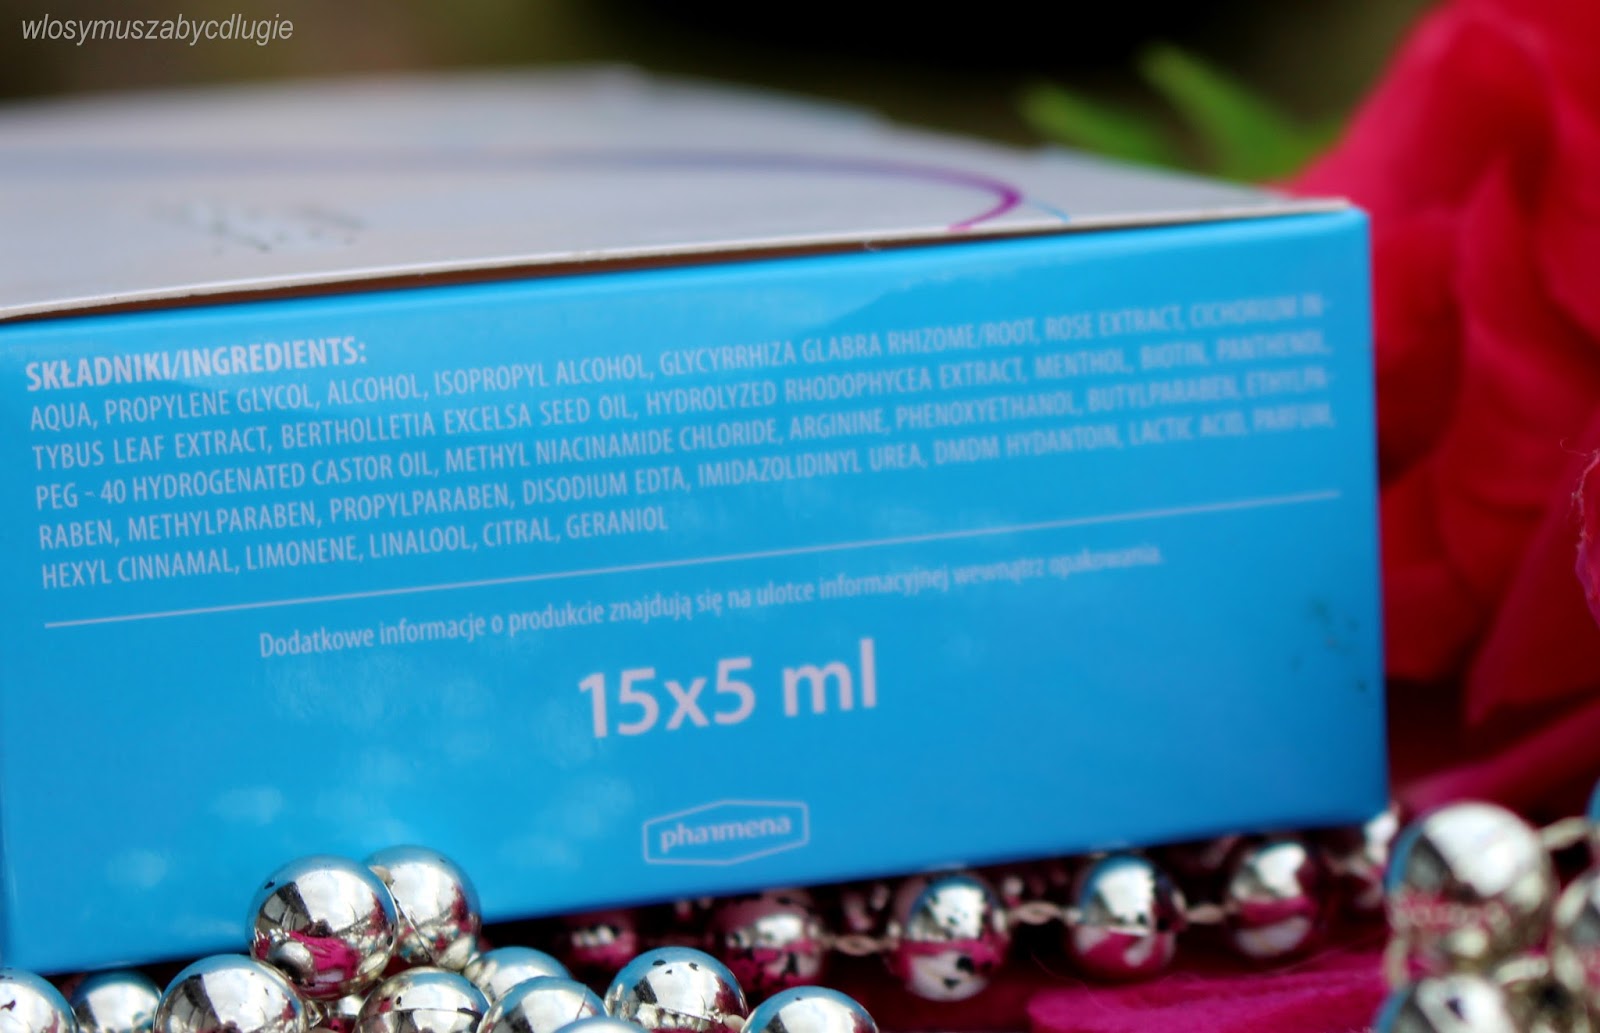 wlosymuszabycdlugie
SKŁADNIKI/INGREDIENTS:
AQUA, PROPYLENE GLYCOL, ALCOHOL, ISOPROPYL ALCOHOL, GLYCYRRHIZA GLABRA RHIZOME/ROOT, ROSE EXTRACT, CICHORIUM IN-
TYBUS LEAF EXTRACT, BERTHOLLETIA EXCELSA SEED OIL, HYDROLYZED RHODOPHYCEA EXTRACT, MENTHOL, BIOTIN, PANTHENOL,
PEG - 40 HYDROGENATED CASTOR OIL, METHYL NIACINAMIDE CHLORIDE, ARGININE, PHENOXYETHANOL, BUTYLPARABEN, ETHYLPA-
RABEN, METHYLPARABEN, PROPYLPARABEN, DISODIUM EDTA, IMIDAZOLIDINYL UREA, DMDM HYDANTOIN, LACTIC ACID, PARFUM,
HEXYL CINNAMAL, LIMONENE, LINALOOL, CITRAL, GERANIOL
Dodatkowe informacje o produkcie znajdują się na ulotce informacyjnej wewnątrz opakowania.
15x5 ml
pharmena